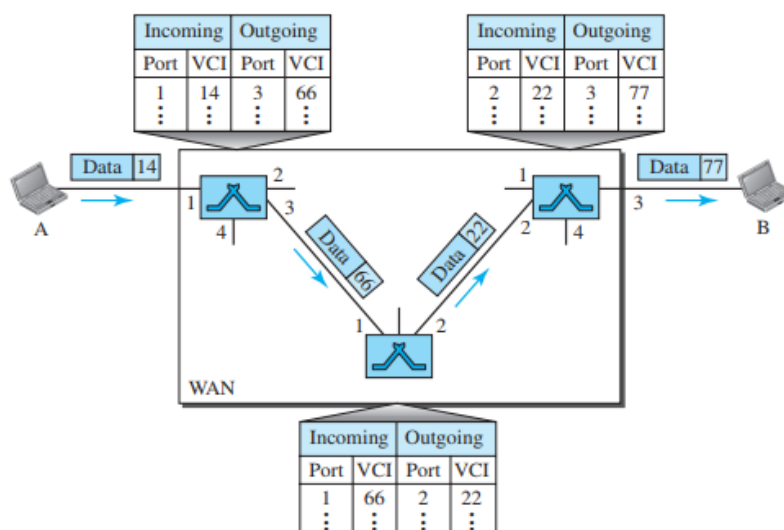 Incoming Outgoing
Port VCI Port VCI
1 14 3 66
Incoming Outgoing
Port VCI Port VCI
2 22 3 77
Data 14
A
1
2
3
4
Data 66
WAN
1
2
Data 22
1
2
3
4
Data 77
B
Incoming Outgoing
Port VCI Port VCI
1 66 2 22